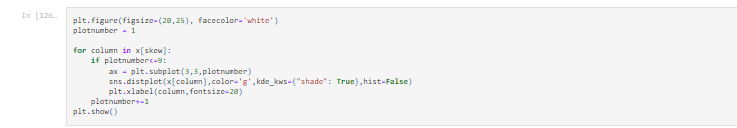 In [126…
plt.figure(figsize=(20,25), facecolor='white')
plotnumber = 1
for column in x[skew]:
    if plotnumber<=9:
        ax = plt.subplot(3,3,plotnumber)
        sns.distplot(x[column],color='g',kde_kws={"shade": True},hist=False)
        plt.xlabel(column,fontsize=20)
    plotnumber+=1
plt.show()